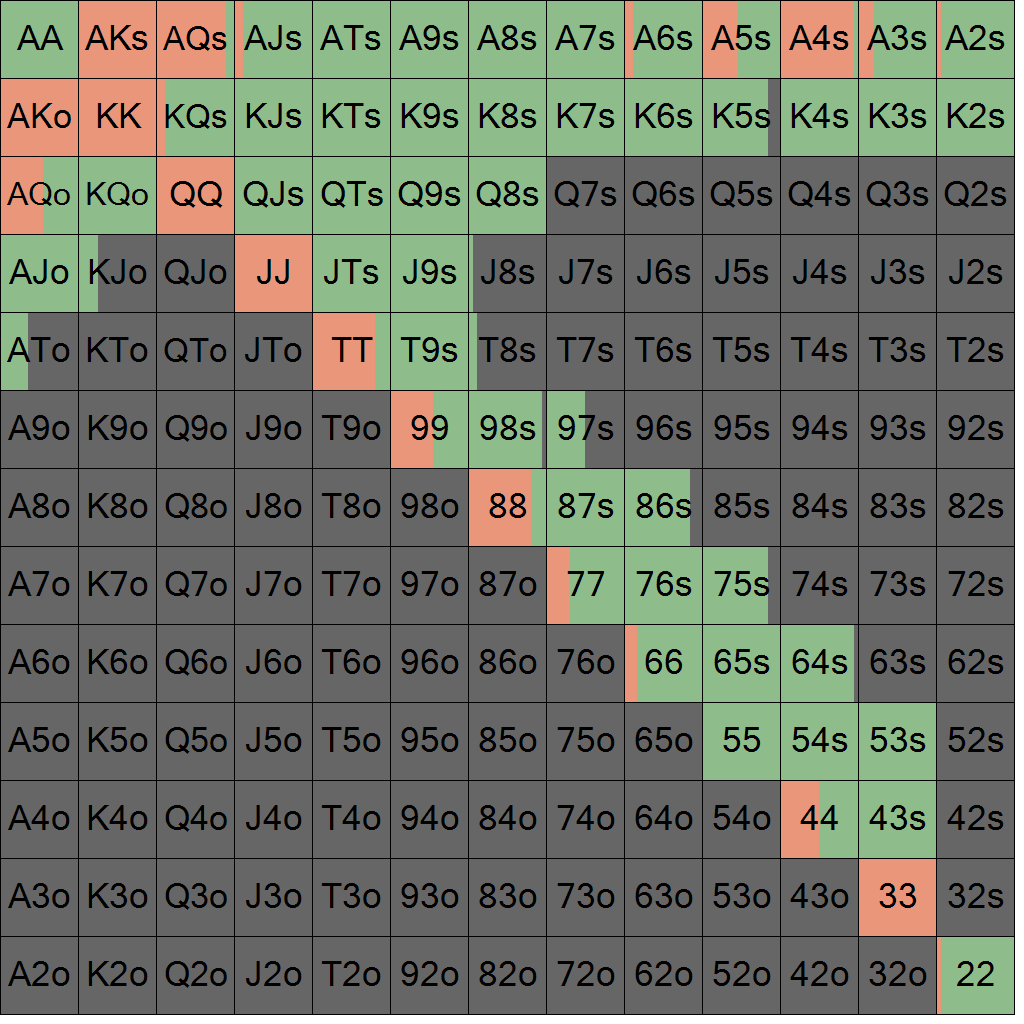 AA AKs AQs AJs ATs A9s A8s A7s A6s A5s A4s A3s A2s
AKo KK KQs KJs KTs K9s K8s K7s K6s K5s K4s K3s K2s
AQo KQo QQ QJs QTs Q9s Q8s Q7s Q6s Q5s Q4s Q3s Q2s
AJo KJo QJo JJ JTs J9s J8s J7s J6s J5s J4s J3s J2s
ATo KTo QTo JTo TT T9s T8s T7s T6s T5s T4s T3s T2s
A9o K9o Q9o J9o T9o 99 98s 97s 96s 95s 94s 93s 92s
A8o K8o Q8o J8o T8o 98o 88 87s 86s 85s 84s 83s 82s
A7o K7o Q7o J7o T7o 97o 87o 77 76s 75s 74s 73s 72s
A6o K6o Q6o J6o T6o 96o 86o 76o 66 65s 64s 63s 62s
A5o K5o Q5o J5o T5o 95o 85o 75o 65o 55 54s 53s 52s
A4o K4o Q4o J4o T4o 94o 84o 74o 64o 54o 44 43s 42s
A3o K3o Q3o J3o T3o 93o 83o 73o 63o 53o 43o 33 32s
A2o K2o Q2o J2o T2o 92o 82o 72o 62o 52o 42o 32o 22